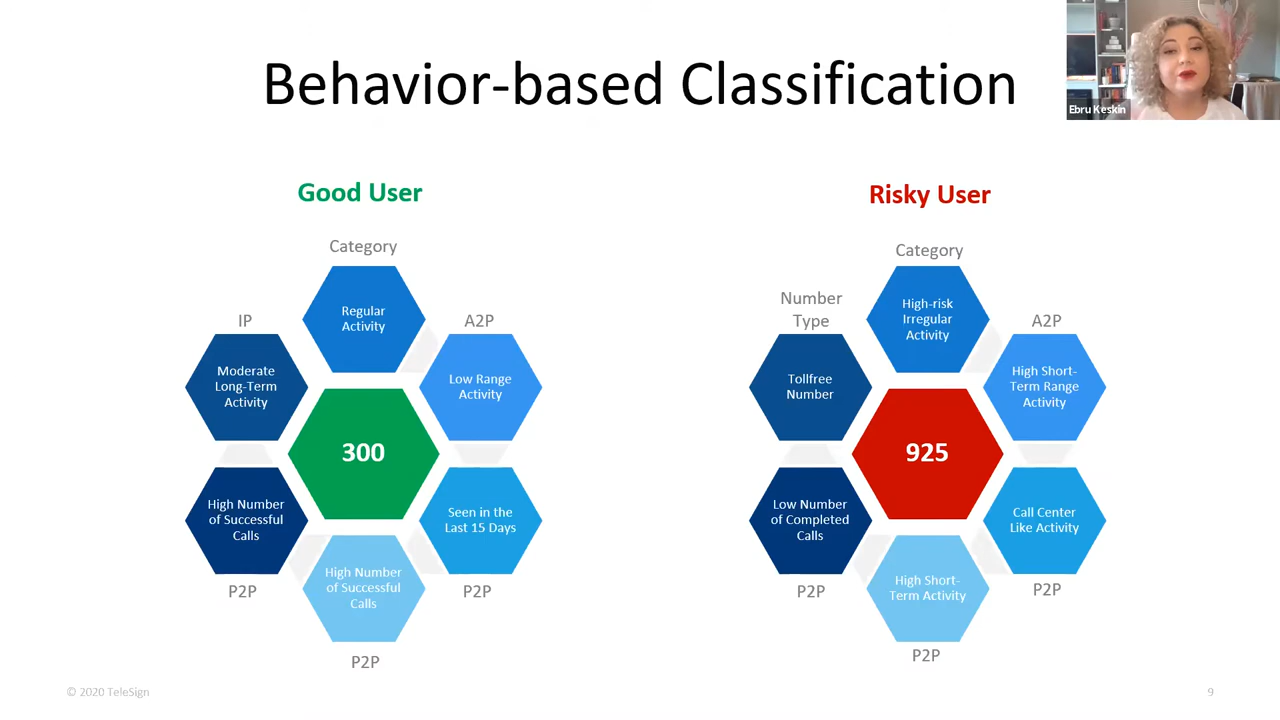 Behavior-based Classification
Ebru Keskin
Good User
Category
Regular
Activity
IP
Moderate
Long-Term
Activity
A2P
Low Range
Activity
300
High Number
of Successful
Calls
P2P
Seen in the
Last 15 Days
P2P
High Number
of Successful
Calls
P2P
Risky User
Category
High-risk
Irregular
Activity
Number
Type
Tollfree
Number
A2P
High Short-
Term Range
Activity
925
Low Number
of Completed
Calls
P2P
Call Center
Like Activity
P2P
High Short-
Term Activity
P2P
© 2020 TeleSign
9